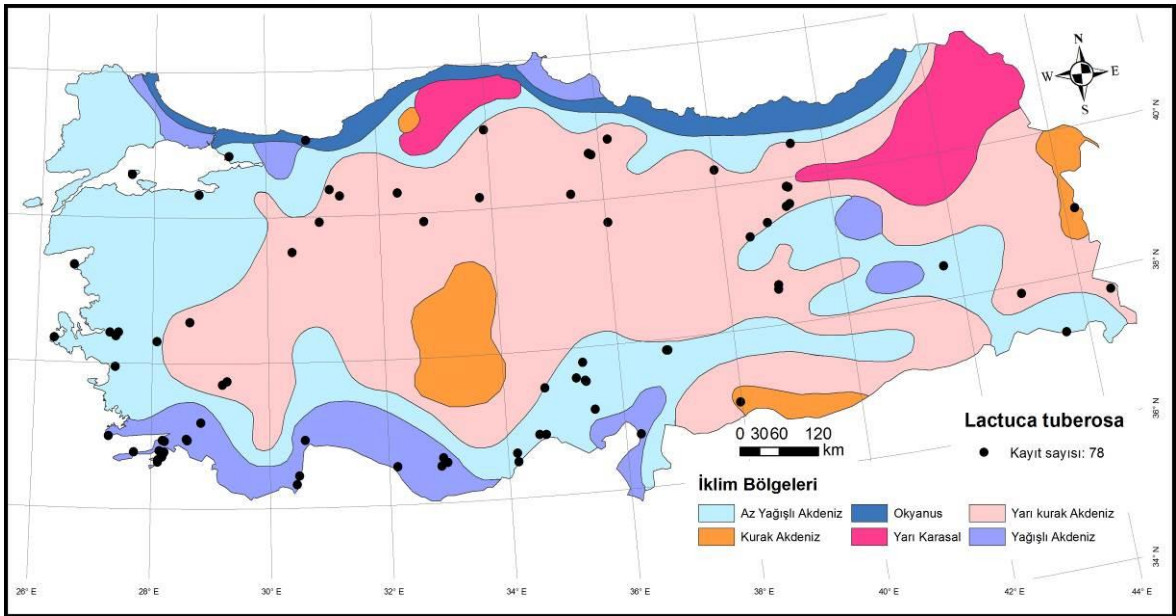 N
W E
S
40° N
38° N
36° N
34° N
Lactuca tuberosa
Kayıt sayısı: 78
0 30 60 120
km
İklim Bölgeleri
Az Yağışlı Akdeniz
Okyanus
Yarı kurak Akdeniz
Kurak Akdeniz
Yarı Karasal
Yağışlı Akdeniz
26° E 28° E 30° E 32° E 34° E 36° E 38° E 40° E 42° E 44° E